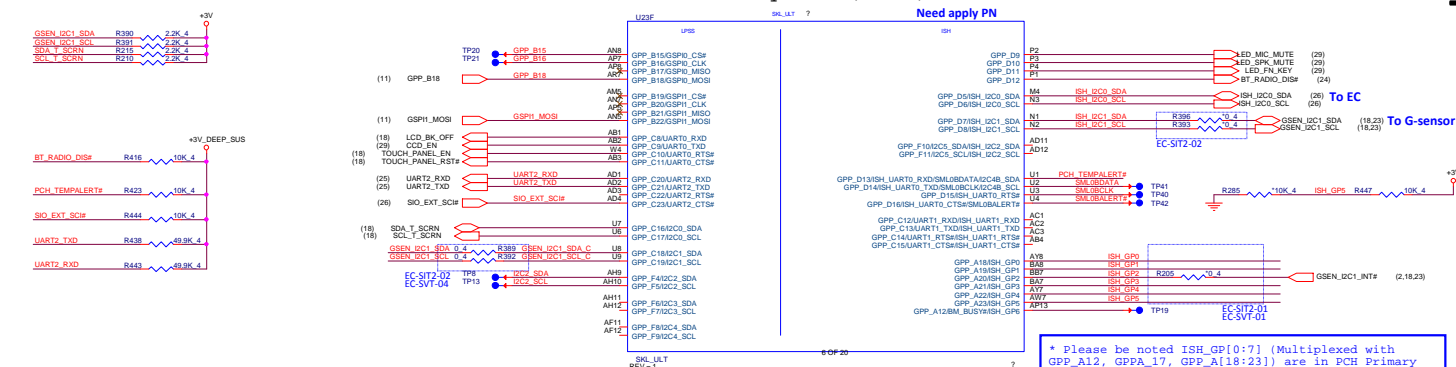 SKL_ULT ?
Need apply PN
U23F
LPSS
ISH
+3V
GSEN_I2C1_SDA R390 2.2K_4
GSEN_I2C1_SCL R391 2.2K_4
SDA_T_SCRN R215 2.2K_4
SCL_T_SCRN R210 2.2K_4
+3V_DEEP_SUS
BT_RADIO_DIS# R416 10K_4
PCH_TEMPALERT# R423 10K_4
SIO_EXT_SCI# R444 10K_4
UART2_TXD R438 49.9K_4
UART2_RXD R443 49.9K_4
TP20 GPP_B15 AN8 GPP_B15/GSPI0_CS#
TP21 GPP_B16 AP7 GPP_B16/GSPI0_CLK
AP8 GPP_B17/GSPI0_MISO
(11) GPP_B18 GPP_B18 AR7 GPP_B18/GSPI0_MOSI
AM5 GPP_B19/GSPI1_CS#
AN7 GPP_B20/GSPI1_CLK
AP5 GPP_B21/GSPI1_MISO
(11) GSPI1_MOSI GSPI1_MOSI AN5 GPP_B22/GSPI1_MOSI
(18) LCD_BK_OFF AB1 GPP_C8/UART0_RXD
(29) CCD_EN AB2 GPP_C9/UART0_TXD
(18) TOUCH_PANEL_EN W4 GPP_C10/UART0_RTS#
(18) TOUCH_PANEL_RST# AB3 GPP_C11/UART0_CTS#
(25) UART2_RXD UART2_RXD AD1 GPP_C20/UART2_RXD
(25) UART2_TXD UART2_TXD AD2 GPP_C21/UART2_TXD
AD3 GPP_C22/UART2_RTS#
(26) SIO_EXT_SCI# SIO_EXT_SCI# AD4 GPP_C23/UART2_CTS#
(18) SDA_T_SCRN U7 GPP_C16/I2C0_SDA
(18) SCL_T_SCRN U6 GPP_C17/I2C0_SCL
GSEN_I2C1_SDA 0_4 R389 GSEN_I2C1_SDA_C U8 GPP_C18/I2C1_SDA
GSEN_I2C1_SCL 0_4 R392 GSEN_I2C1_SCL_C U9 GPP_C19/I2C1_SCL
EC-SIT2-02
EC-SVT-04
TP8 I2C2_SDA AH9 GPP_F4/I2C2_SDA
TP13 I2C2_SCL AH10 GPP_F5/I2C2_SCL
AH11 GPP_F6/I2C3_SDA
AH12 GPP_F7/I2C3_SCL
AF11 GPP_F8/I2C4_SDA
AF12 GPP_F9/I2C4_SCL
GPP_D9 P2 LED_MIC_MUTE (29)
GPP_D10 P3 LED_SPK_MUTE (29)
GPP_D11 P4 LED_FN_KEY (29)
GPP_D12 P1 BT_RADIO_DIS# (24)
GPP_D5/ISH_I2C0_SDA M4 ISH_I2C0_SDA ISH_I2C0_SDA (26) To EC
GPP_D6/ISH_I2C0_SCL N3 ISH_I2C0_SCL ISH_I2C0_SCL (26)
GPP_D7/ISH_I2C1_SDA N1 ISH_I2C1_SDA R396 *0_4 GSEN_I2C1_SDA (18,23) To G-sensor
GPP_D8/ISH_I2C1_SCL N2 ISH_I2C1_SCL R393 *0_4 GSEN_I2C1_SCL (18,23)
EC-SIT2-02
GPP_F10/I2C5_SDA/ISH_I2C2_SDA AD11
GPP_F11/I2C5_SCL/ISH_I2C2_SCL AD12
GPP_D13/ISH_UART0_RXD/SML0BDATA/I2C4B_SDA U1 PCH_TEMPALERT#
GPP_D14/ISH_UART0_TXD/SML0BCLK/I2C4B_SCL U2 SML0BDATA TP41
GPP_D15/ISH_UART0_RTS# U3 SML0BCLK TP40
GPP_D16/ISH_UART0_CTS#/SML0BALERT# U4 SML0BALERT# TP42
+3V
R285 *10K_4 ISH_GP5 R447 10K_4
GPP_C12/UART1_RXD/ISH_UART1_RXD AC1
GPP_C13/UART1_TXD/ISH_UART1_TXD AC2
GPP_C14/UART1_RTS#/ISH_UART1_RTS# AC3
GPP_C15/UART1_CTS#/ISH_UART1_CTS# AB4
GPP_A18/ISH_GP0 AY8 ISH_GP0
GPP_A19/ISH_GP1 BA8 ISH_GP1
GPP_A20/ISH_GP2 BB7 ISH_GP2 R205 *0_4 GSEN_I2C1_INT# (2,18,23)
GPP_A21/ISH_GP3 BA7 ISH_GP3
GPP_A22/ISH_GP4 AY7 ISH_GP4
GPP_A23/ISH_GP5 AW7 ISH_GP5
GPP_A12/BM_BUSY#/ISH_GP6 AP13 TP19
EC-SIT2-01
EC-SVT-01
6 OF 20
SKL_ULT
REV = 1 ?
* Please be noted ISH_GP[0:7] (Multiplexed with
GPP_A12, GPPA_17, GPP_A[18:23]) are in PCH Primary